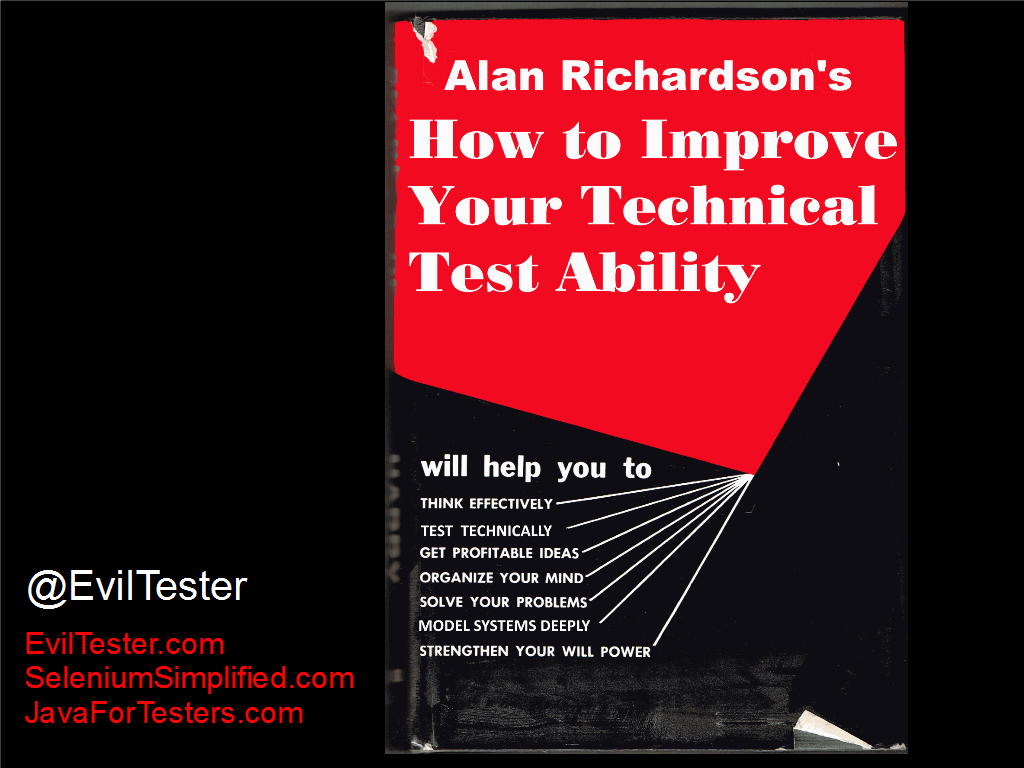 Alan Richardson's
How to Improve
Your Technical
Test Ability
will help you to
THINK EFFECTIVELY
TEST TECHNICALLY
GET PROFITABLE IDEAS
ORGANIZE YOUR MIND
SOLVE YOUR PROBLEMS
MODEL SYSTEMS DEEPLY
STRENGTHEN YOUR WILL POWER
@EvilTester
EvilTester.com
SeleniumSimplified.com
JavaForTesters.com